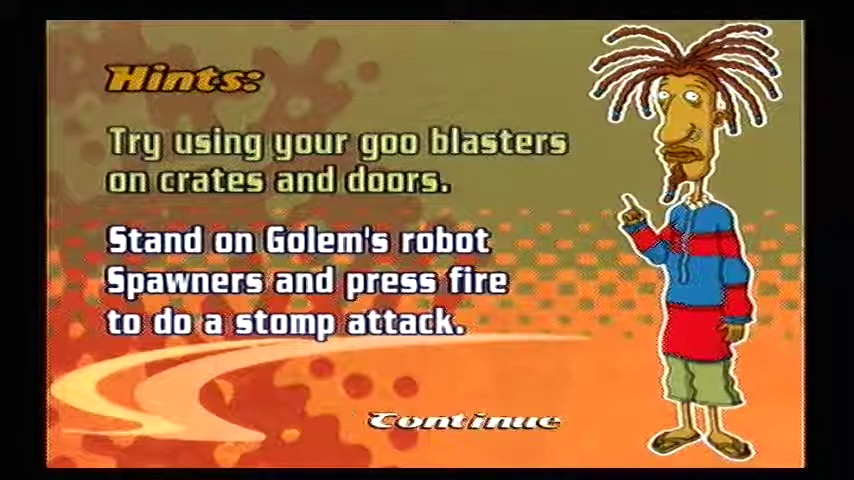 Hints:
Try using your goo blasters
on crates and doors.
Stand on Golem's robot
Spawners and press fire
to do a stomp attack.
Continue